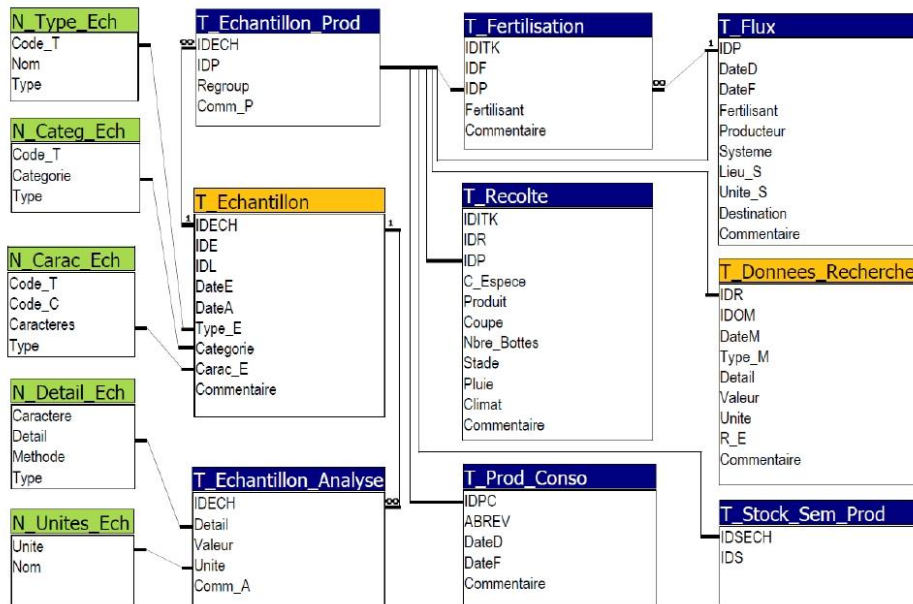 N_Type_Ech
Code_T
Nom
Type
N_Categ_Ech
Code_T
Categorie
Type
N_Carac_Ech
Code_T
Code_C
Caracteres
Type
N_Detail_Ech
Caractere
Detail
Methode
Type
N_Unites_Ech
Unite
Nom
T_Echantillon_Prod
∞
IDECH
IDP
Regroup
Comm_P
T_Echantillon
1
1
IDECH
IDE
IDL
DateE
DateA
Type_E
Categorie
Carac_E
Commentaire
T_Echantillon_Analyse
IDECH
∞
Detail
Valeur
Unite
Comm_A
T_Fertilisation
IDITK
IDF
IDP
∞
Fertilisant
Commentaire
T_Recolte
IDITK
IDR
IDP
C_Espece
Produit
Coupe
Nbre_Bottes
Stade
Pluie
Climat
Commentaire
T_Prod_Conso
IDPC
ABREV
DateD
DateF
Commentaire
T_Flux
1
IDP
DateD
DateF
Fertilisant
Producteur
Systeme
Lieu_S
Unite_S
Destination
Commentaire
T_Donnees_Recherche
IDR
IDOM
DateM
Type_M
Detail
Valeur
Unite
R_E
Commentaire
T_Stock_Sem_Prod
IDSECH
IDS